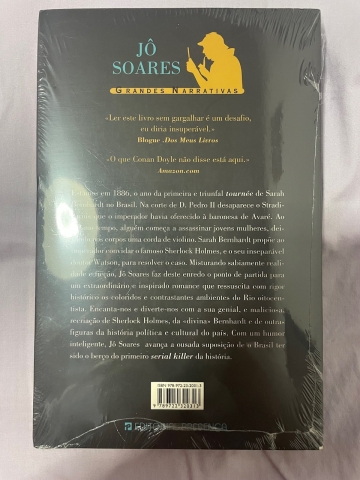 JÔ
SOARES
GRANDES NARRATIVAS
«Ler este livro sem gargalhar é um desafio,
eu diria insuperável.»
Blogue .Dos Meus Livros
«O que Conan Doyle não disse está aqui.»
Amazon.com
em 1886, o ano da primeira e triunfal tournée de Sarah
Bernhardt no Brasil. Na corte de D. Pedro II desaparece o Stradi-
que o imperador havia oferecido à baronesa de Avaré. Ao
tempo, alguém começa a assassinar jovens mulheres, dei-
corpos uma corda de violino. Sarah Bernhardt propõe ao
convidar o famoso Sherlock Holmes, e o seu inseparável
Watson, para resolver o caso. Misturando sabiamente reali-
dade e ficção, Jô Soares faz deste enredo o ponto de partida para
um extraordinário e inspirado romance que ressuscita com rigor
histórico os coloridos e contrastantes ambientes do Rio oitocen-
tista. Encanta-nos e diverte-nos com a sua genial, e maliciosa,
recriação de Sherlock Holmes, da «divina» Bernhardt e de outras
figuras da história política e cultural do país. Com um humor
inteligente, Jô Soares avança a ousada suposição de o Brasil ter
sido o berço do primeiro serial killer da história.
EDITORIAL PRESENÇA